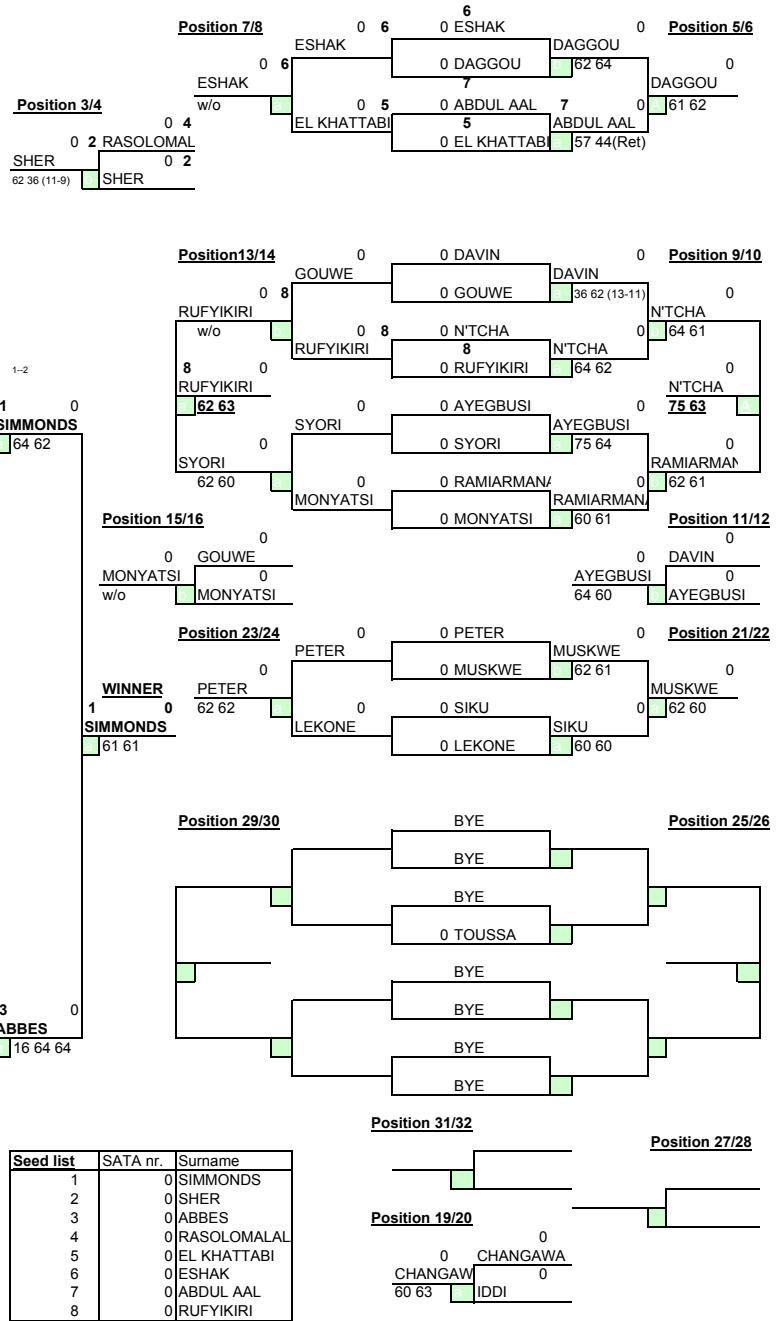 6
Position 7/8 0 6 0 ESHAK 0 Position 5/6
ESHAK DAGGOU
0 6 0 DAGGOU 62 64 0
ESHAK 7 DAGGOU
w/o a 0 5 0 ABDUL AAL 7 0 A 61 62
Position 3/4 EL KHATTABI 5 ABDUL AAL
0 4 0 EL KHATTABI a 57 44(Ret)
0 2 RASOLOMAL
SHER 0 2
62 36 (11-9) b SHER
Position13/14 0 0 DAVIN 0 Position 9/10
GOUWE DAVIN
0 8 0 GOUWE a 36 62 (13-11) 0
RUFYIKIRI N'TCHA
w/o b 0 8 0 N'TCHA 0 b 64 61
RUFYIKIRI 8 N'TCHA
1--2 8 0 0 RUFYIKIRI a 64 62 0
RUFYIKIRI N'TCHA
1 0 a 62 63 0 0 AYEGBUSI 0 75 63 A
SIMMONDS SYORI AYEGBUSI
64 62 0 0 SYORI a 75 64 0
SYORI RAMIARMAN
62 60 a 0 0 RAMIARMANA 0 b 62 61
MONYATSI RAMIARMANA
Position 15/16 0 MONYATSI a 60 61 Position 11/12
0 0
0 GOUWE 0 DAVIN
MONYATSI 0 AYEGBUSI 0
w/o b MONYATSI 64 60 b AYEGBUSI
Position 23/24 0 0 PETER 0 Position 21/22
PETER MUSKWE
0 0 MUSKWE 62 61 0
WINNER PETER MUSKWE
1 0 62 62 a 0 0 SIKU 0 a 62 60
SIMMONDS LEKONE SIKU
a 61 61 0 LEKONE a 60 60
Position 29/30 BYE Position 25/26
BYE
BYE
0 TOUSSA
BYE
3 0 BYE
ABBES BYE
16 64 64
BYE
Position 31/32
Position 27/28
Seed list SATA nr. Surname
1 0 SIMMONDS
2 0 SHER
3 0 ABBES
4 0 RASOLOMALAL
5 0 EL KHATTABI
6 0 ESHAK
7 0 ABDUL AAL
8 0 RUFYIKIRI
Position 19/20
0
0 CHANGAWA
CHANGAW 0
60 63 a IDDI